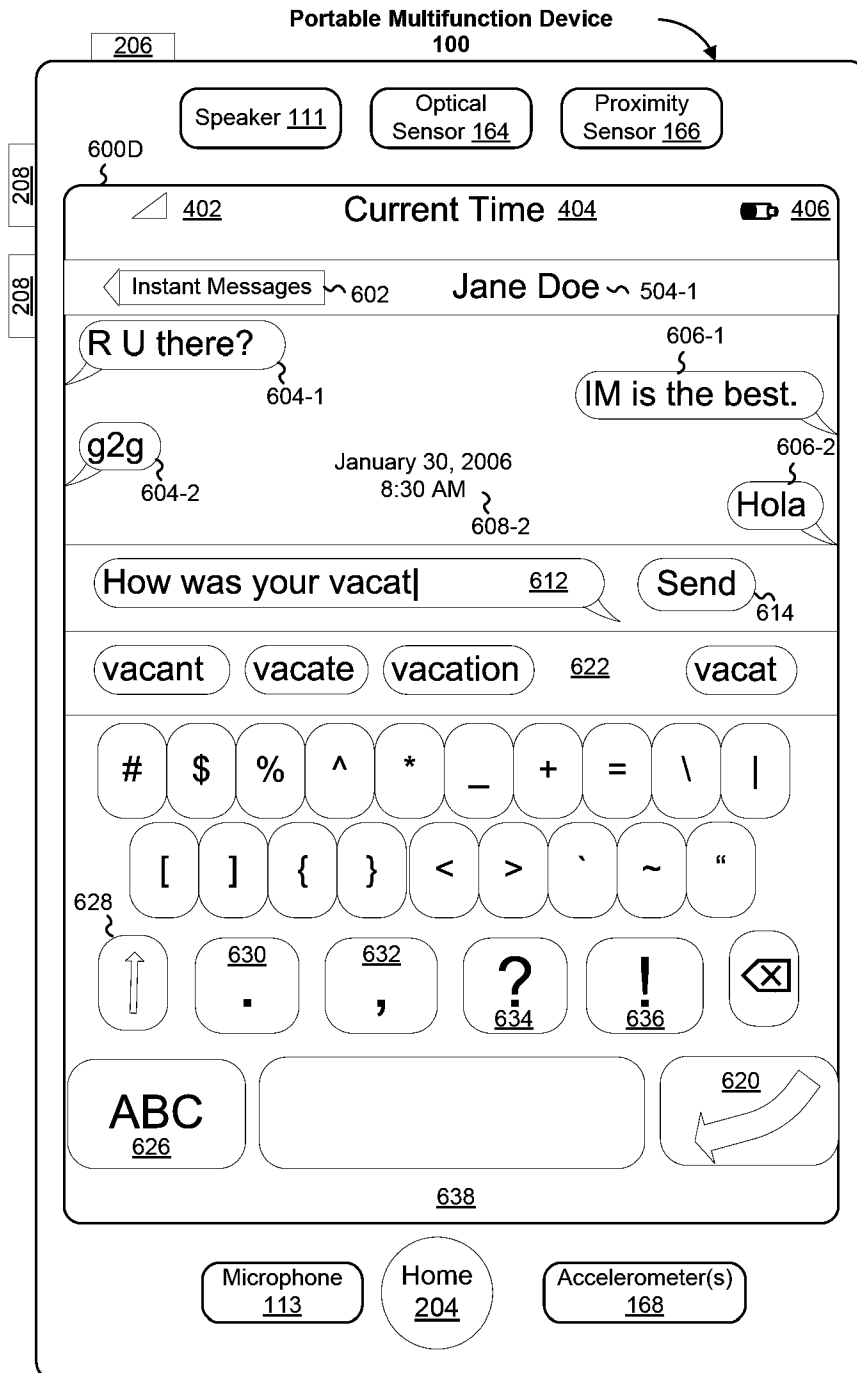 Portable Multifunction Device
100
206
Speaker 111
Optical
Sensor 164
Proximity
Sensor 166
600D
208
208
402
Current Time 404
406
Instant Messages
602
Jane Doe
504-1
R U there?
604-1
606-1
IM is the best.
g2g
604-2
January 30, 2006
8:30 AM
608-2
606-2
Hola
How was your vacat
612
Send
614
vacant
vacate
vacation
622
vacat
# $ % ^ * _ + = \ |
[ ] { } < > ` ~ “
628
630
.
632
,
?
634
!
636
ABC
626
620
638
Microphone
113
Home
204
Accelerometer(s)
168